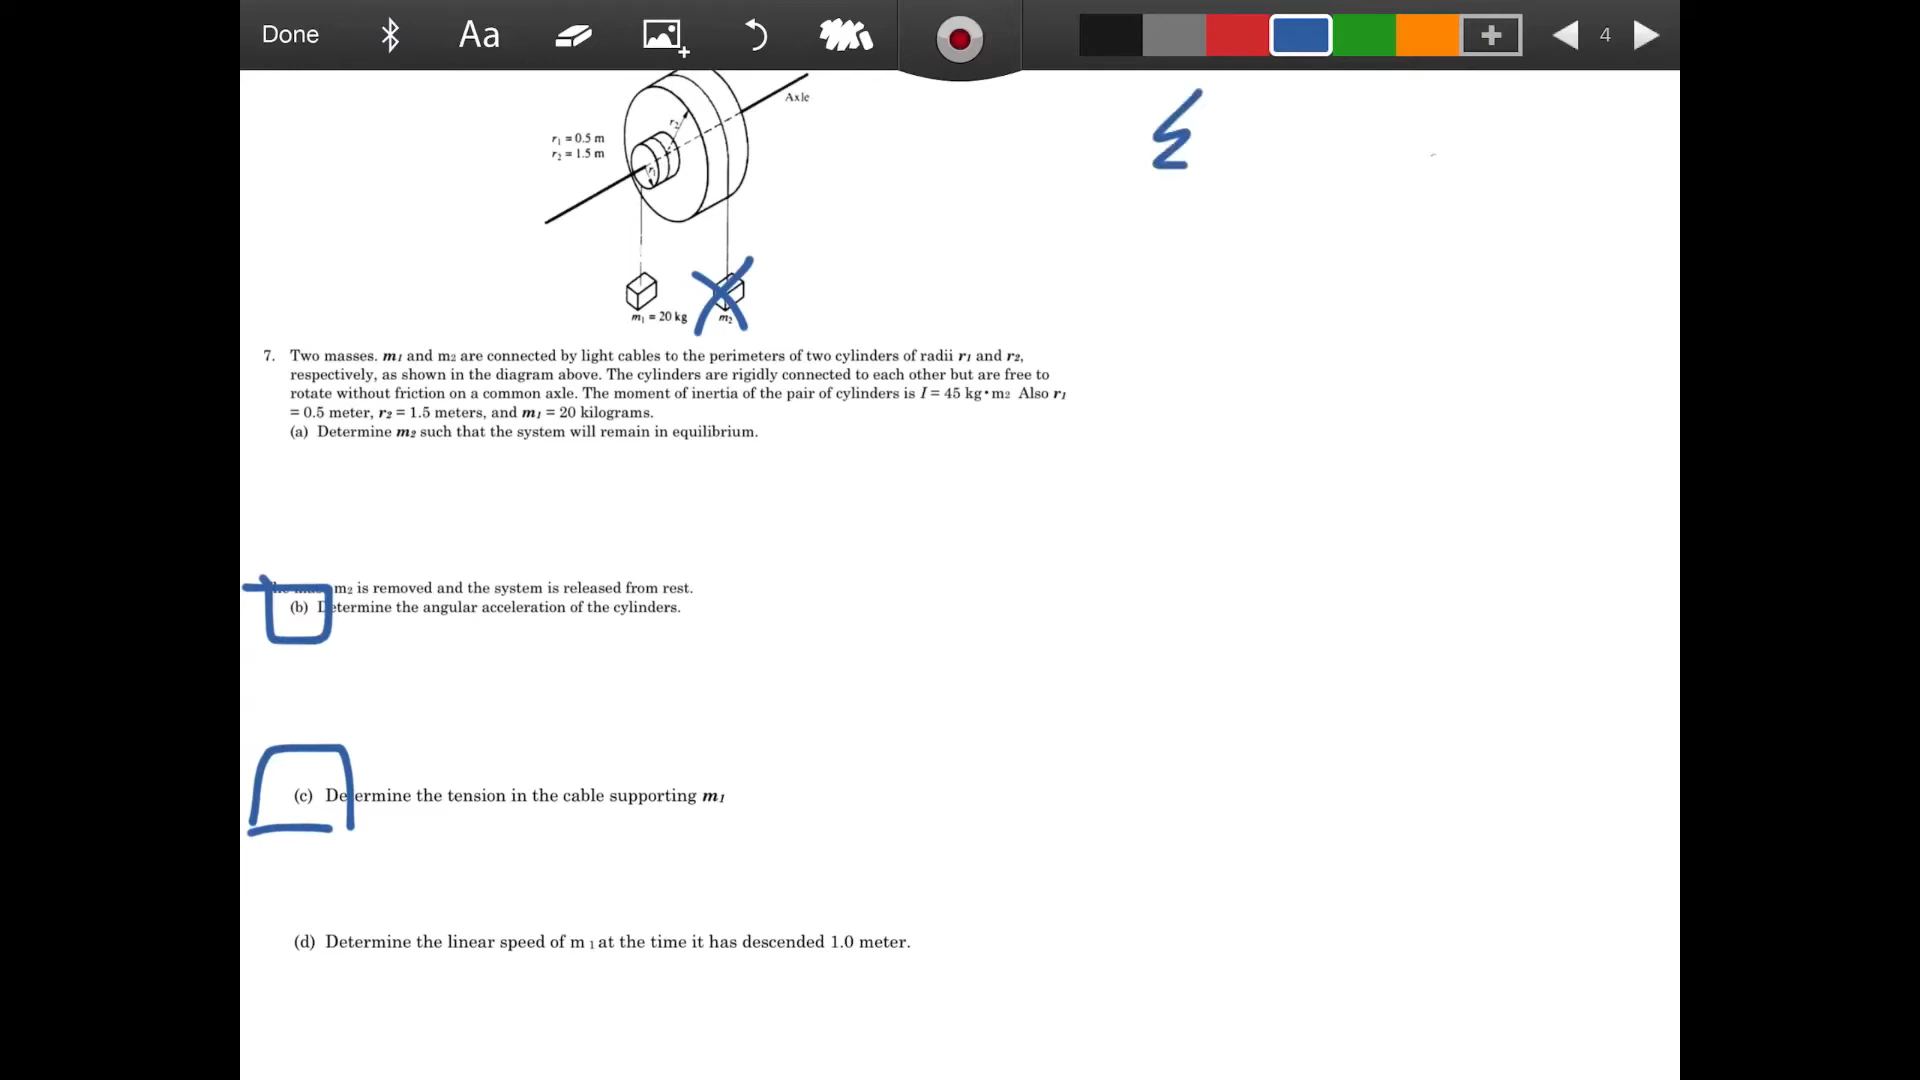 Done Aa 4
Axle
r₂
r₁ = 0.5 m
r₂ = 1.5 m
r₁
m₁ = 20 kg m₂
7. Two masses. m₁ and m₂ are connected by light cables to the perimeters of two cylinders of radii r₁ and r₂,
respectively, as shown in the diagram above. The cylinders are rigidly connected to each other but are free to
rotate without friction on a common axle. The moment of inertia of the pair of cylinders is I = 45 kg•m₂ Also r₁
= 0.5 meter, r₂ = 1.5 meters, and m₁ = 20 kilograms.
(a) Determine m₂ such that the system will remain in equilibrium.
m₂ is removed and the system is released from rest.
(b) Determine the angular acceleration of the cylinders.
(c) Determine the tension in the cable supporting m₁
(d) Determine the linear speed of m ₁ at the time it has descended 1.0 meter.